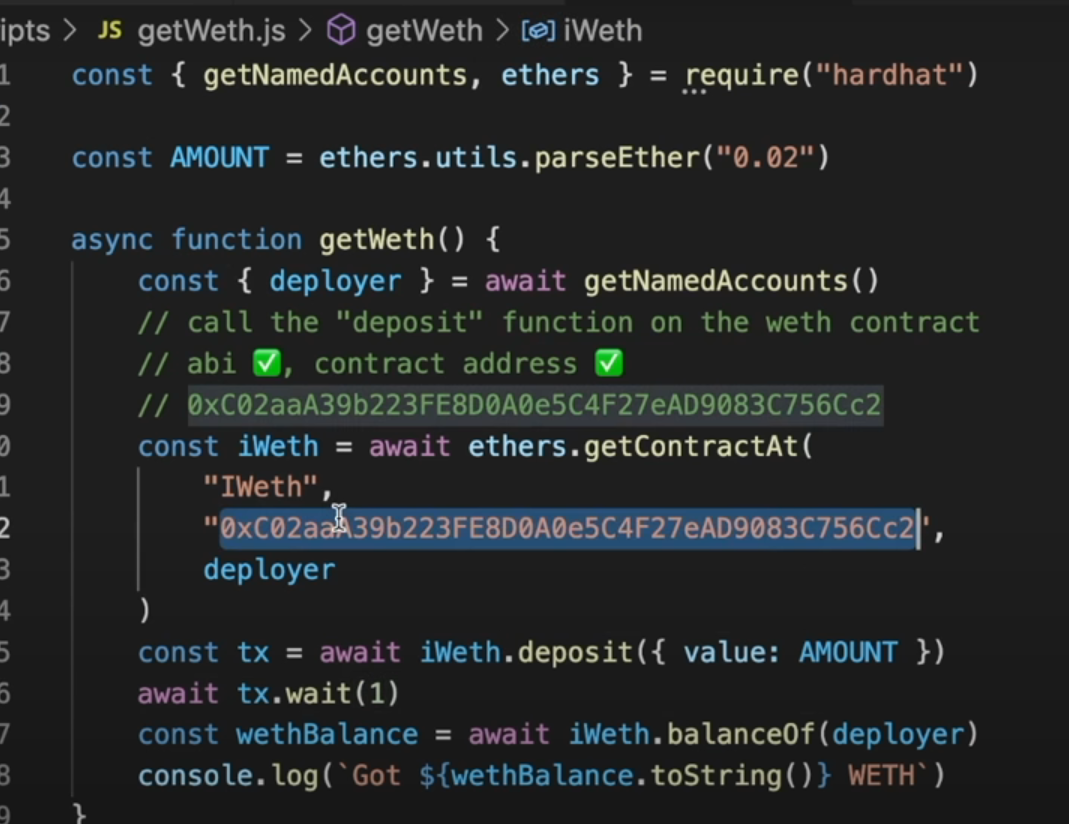 ipts > JS getWeth.js > getWeth > iWeth
1 const { getNamedAccounts, ethers } = require("hardhat")
2
3 const AMOUNT = ethers.utils.parseEther("0.02")
4
5 async function getWeth() {
6 const { deployer } = await getNamedAccounts()
7 // call the "deposit" function on the weth contract
8 // abi ✅, contract address ✅
9 // 0xC02aaA39b223FE8D0A0e5C4F27eAD9083C756Cc2
0 const iWeth = await ethers.getContractAt(
1 "IWeth",
2 "0xC02aaA39b223FE8D0A0e5C4F27eAD9083C756Cc2",
3 deployer
4 )
5 const tx = await iWeth.deposit({ value: AMOUNT })
6 await tx.wait(1)
7 const wethBalance = await iWeth.balanceOf(deployer)
8 console.log(`Got ${wethBalance.toString()} WETH`)
9 }